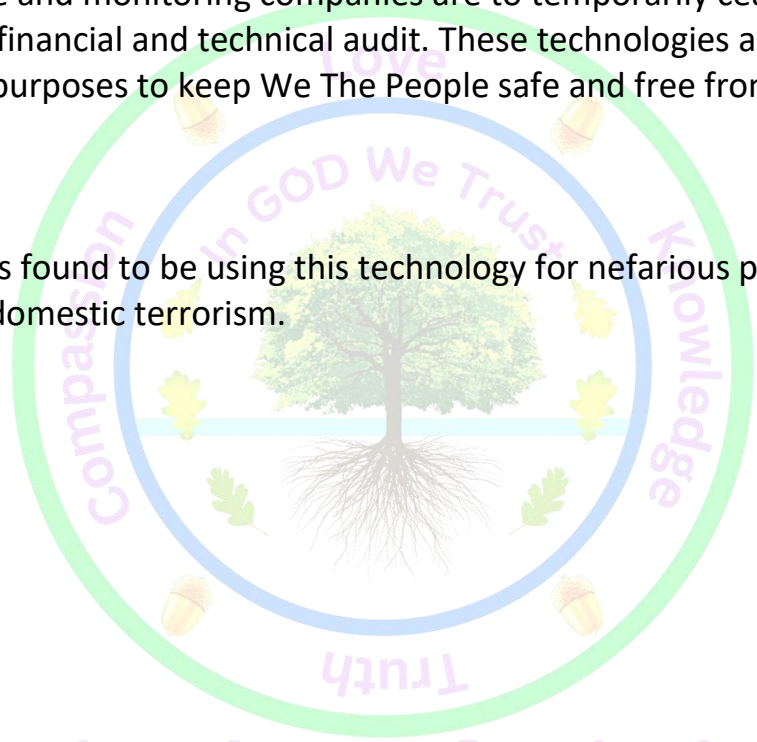 and monitoring companies are to temporarily
financial and technical audit. These technologies a
purposes to keep We The People safe and free
Love
In GOD We Trust
Compassion
Knowledge
s found to be using this technology for nefarious p
domestic terrorism.
Truth